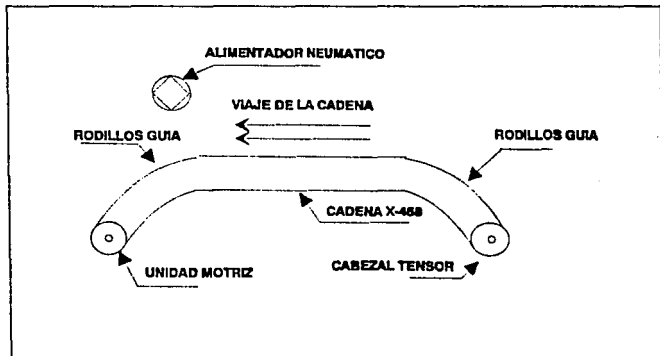 ALIMENTADOR NEUMATICO
VIAJE DE LA CADENA
RODILLOS GUIA
RODILLOS GUIA
CADENA X-458
UNIDAD MOTRIZ
CABEZAL TENSOR